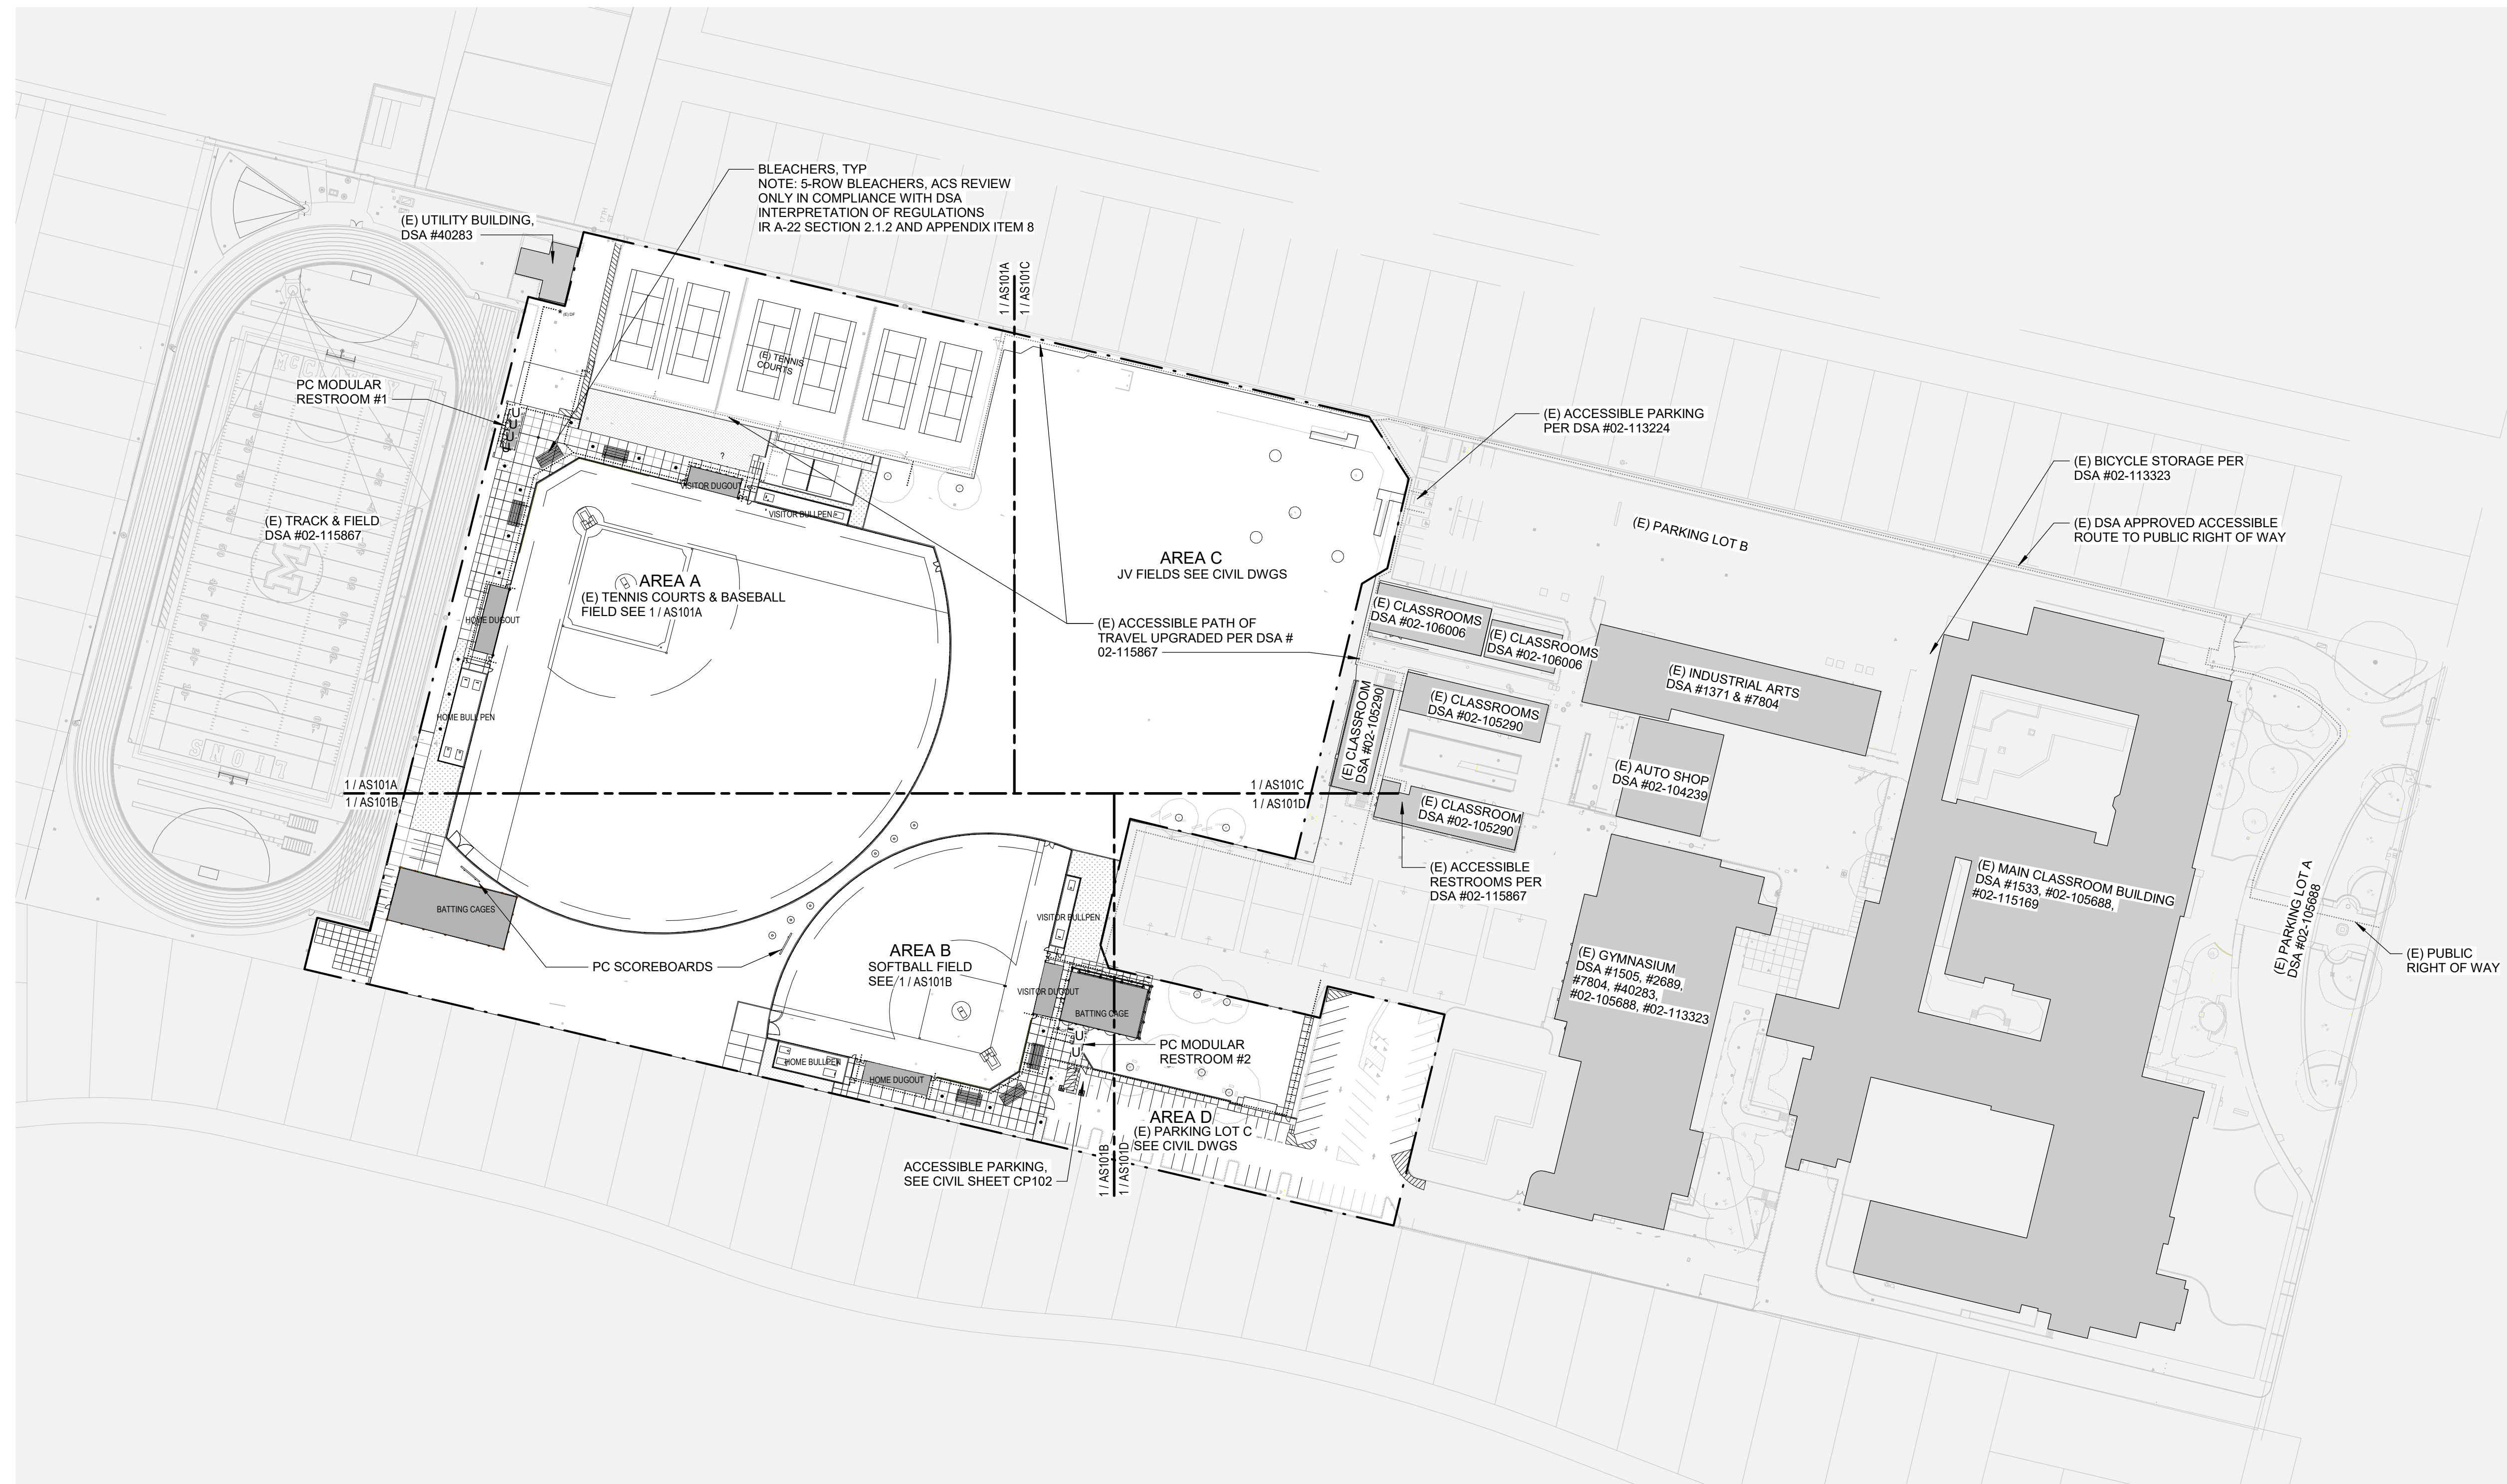 BLEACHERS, TYP
NOTE: 5-ROW BLEACHERS, ACS REVIEW
ONLY IN COMPLIANCE WITH DSA
INTERPRETATION OF REGULATIONS
IR A-22 SECTION 2.1.2 AND APPENDIX ITEM 8
(E) UTILITY BUILDING,
DSA #40283
1 / AS101A
1 / AS101C
(E) DF
(E) TENNIS
COURTS
McCLATCHY
PC MODULAR
RESTROOM #1
U
U
U
U
(E) ACCESSIBLE PARKING
PER DSA #02-113224
(E) BICYCLE STORAGE PER
DSA #02-113323
?
VISITOR DUGOUT
VISITOR BULLPEN
(E) TRACK & FIELD
DSA #02-115867
M
(E) PARKING LOT B
(E) DSA APPROVED ACCESSIBLE
ROUTE TO PUBLIC RIGHT OF WAY
AREA C
JV FIELDS SEE CIVIL DWGS
AREA A
(E) TENNIS COURTS & BASEBALL
FIELD SEE 1 / AS101A
HOME DUGOUT
(E) ACCESSIBLE PATH OF
TRAVEL UPGRADED PER DSA #
02-115867
(E) CLASSROOMS
DSA #02-106006
(E) CLASSROOMS
DSA #02-106006
(E) INDUSTRIAL ARTS
DSA #1371 & #7804
(E) CLASSROOM
DSA #02-105290
(E) CLASSROOMS
DSA #02-105290
HOME BULL PEN
LIONS
(E) AUTO SHOP
DSA #02-104239
1 / AS101A
1 / AS101B
1 / AS101C
1 / AS101D
(E) CLASSROOM
DSA #02-105290
(E) ACCESSIBLE
RESTROOMS PER
DSA #02-115867
(E) MAIN CLASSROOM BUILDING
DSA #1533, #02-105688,
#02-115169
(E) PARKING LOT A
DSA #02-105688
BATTING CAGES
VISITOR BULLPEN
(E) PUBLIC
RIGHT OF WAY
PC SCOREBOARDS
AREA B
SOFTBALL FIELD
SEE 1 / AS101B
VISITOR DUGOUT
BATTING CAGE
(E) GYMNASIUM
DSA #1505, #2689,
#7804, #40283,
#02-105688, #02-113323
U
U
PC MODULAR
RESTROOM #2
HOME BULLPEN
HOME DUGOUT
AREA D
(E) PARKING LOT C
SEE CIVIL DWGS
ACCESSIBLE PARKING,
SEE CIVIL SHEET CP102
1 / AS101B
1 / AS101D